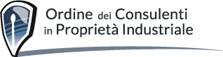 Ordine dei Consulenti
in Proprietà Industriale